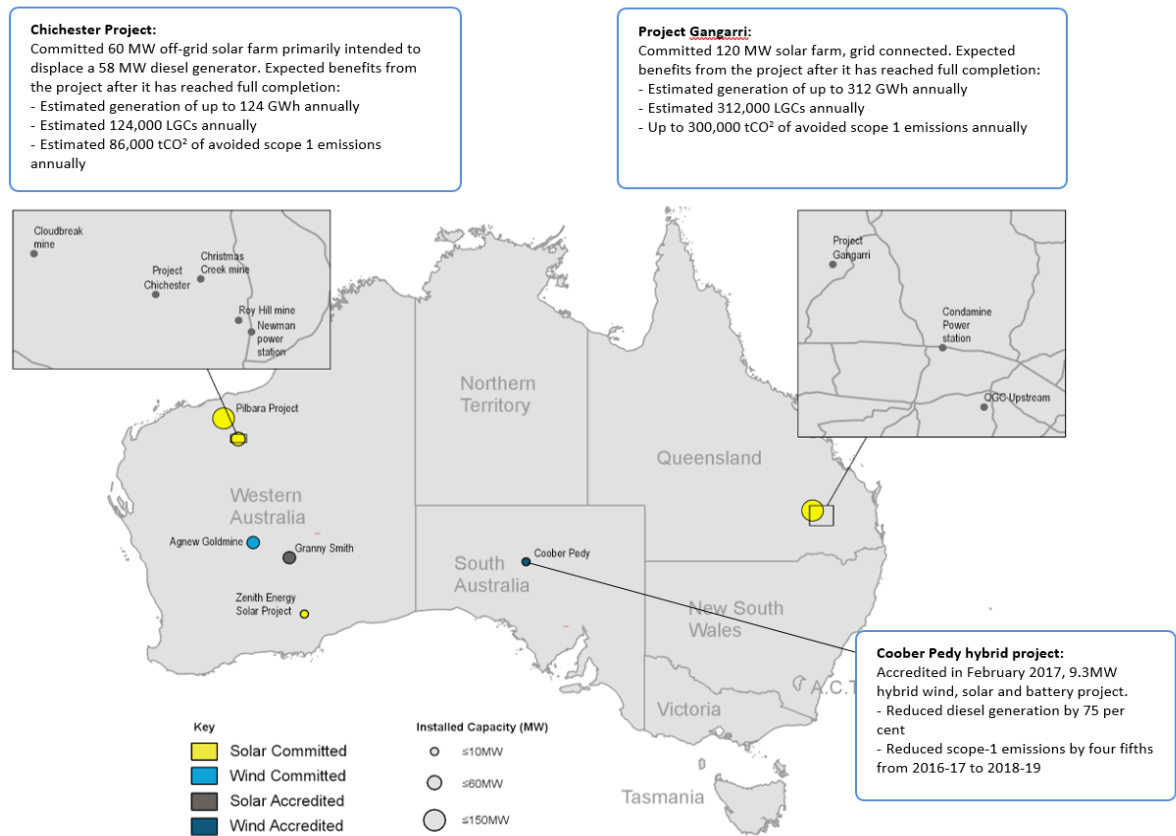 Chichester Project:
Committed 60 MW off-grid solar farm primarily intended to
displace a 58 MW diesel generator. Expected benefits from
the project after it has reached full completion:
- Estimated generation of up to 124 GWh annually
- Estimated 124,000 LGCs annually
- Estimated 86,000 tCO² of avoided scope 1 emissions
annually
Project Gangarri:
Committed 120 MW solar farm, grid connected. Expected
benefits from the project after it has reached full completion:
- Estimated generation of up to 312 GWh annually
- Estimated 312,000 LGCs annually
- Up to 300,000 tCO² of avoided scope 1 emissions annually
Cloudbreak
mine
Christmas
Creek mine
Project
Chichester
Roy Hill mine
Newman
power
station
Project
Gangarri
Condamine
Power
station
QGC Upstream
Northern
Territory
Pilbara Project
Queensland
Western
Australia
Agnew Goldmine
Granny Smith
Coober Pedy
South
Australia
Zenith Energy
Solar Project
New South
Wales
A.C.T
Victoria
Tasmania
Coober Pedy hybrid project:
Accredited in February 2017, 9.3MW
hybrid wind, solar and battery project.
- Reduced diesel generation by 75 per
cent
- Reduced scope-1 emissions by four fifths
from 2016-17 to 2018-19
Key
Solar Committed
Wind Committed
Solar Accredited
Wind Accredited
Installed Capacity (MW)
≤10MW
≤60MW
≤150MW